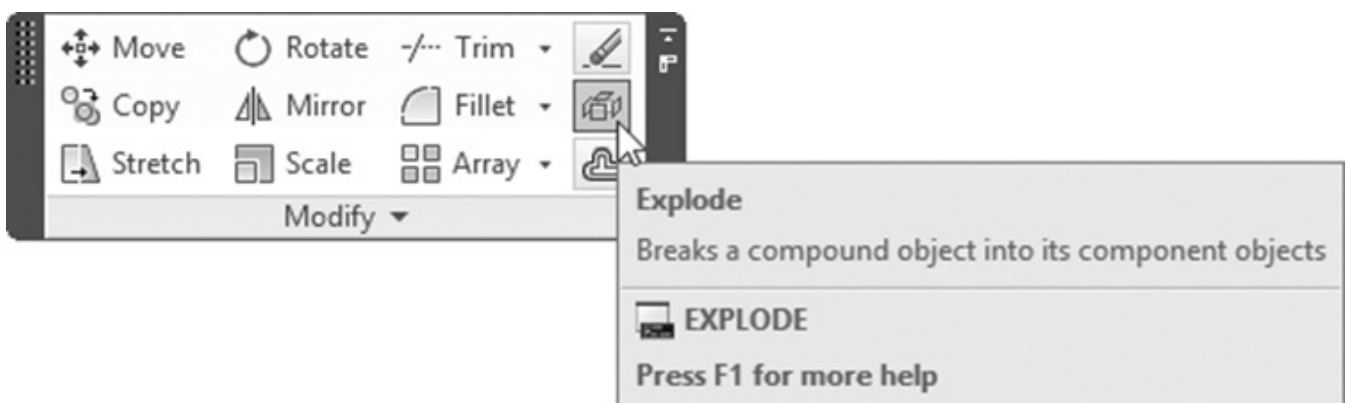 Move Rotate Trim
Copy Mirror Fillet
Stretch Scale Array
Modify
Explode
Breaks a compound object into its component objects
EXPLODE
Press F1 for more help